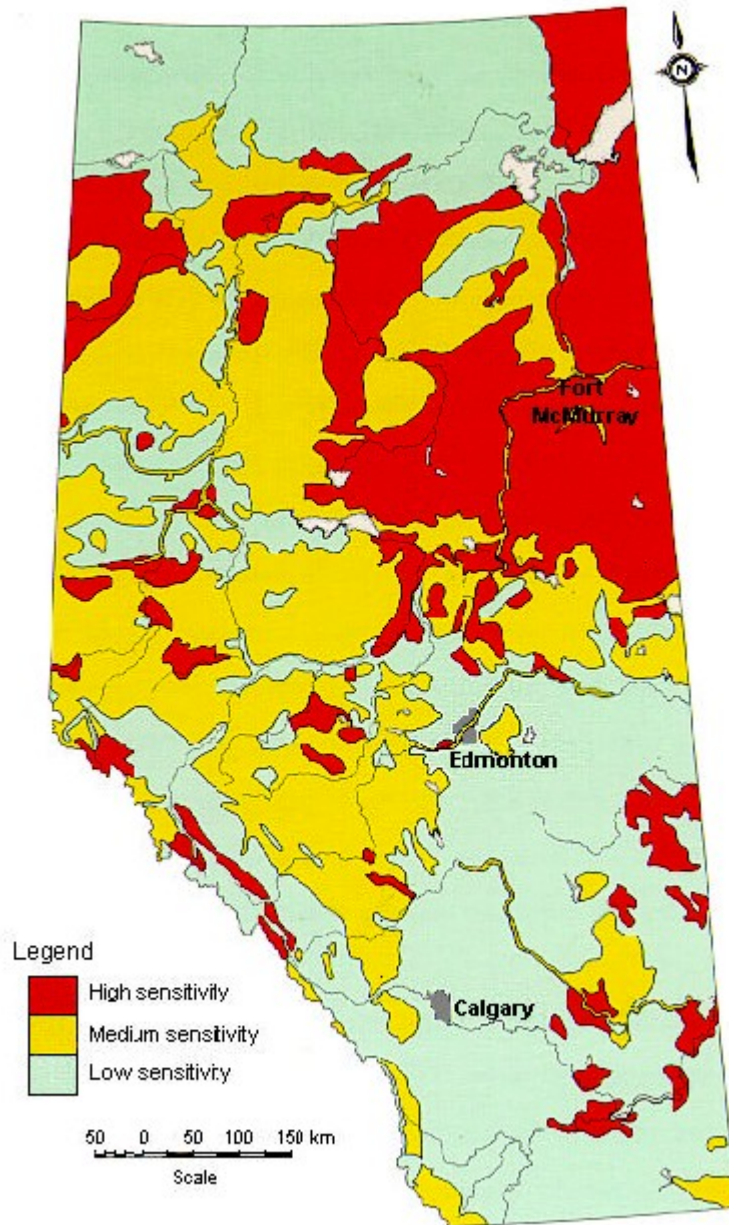 N
Fort
McMurray
Edmonton
Calgary
Legend
High sensitivity
Medium sensitivity
Low sensitivity
50 0 50 100 150 km
Scale